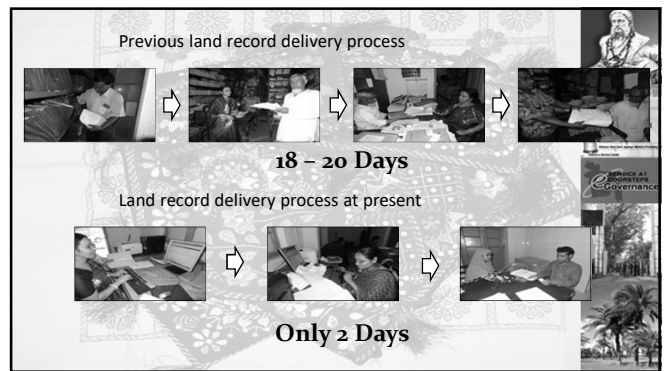 Previous land record delivery process
18 – 20 Days
Land record delivery process at present
Only 2 Days
SERVICE AT
DOORSTEPS
eGovernance